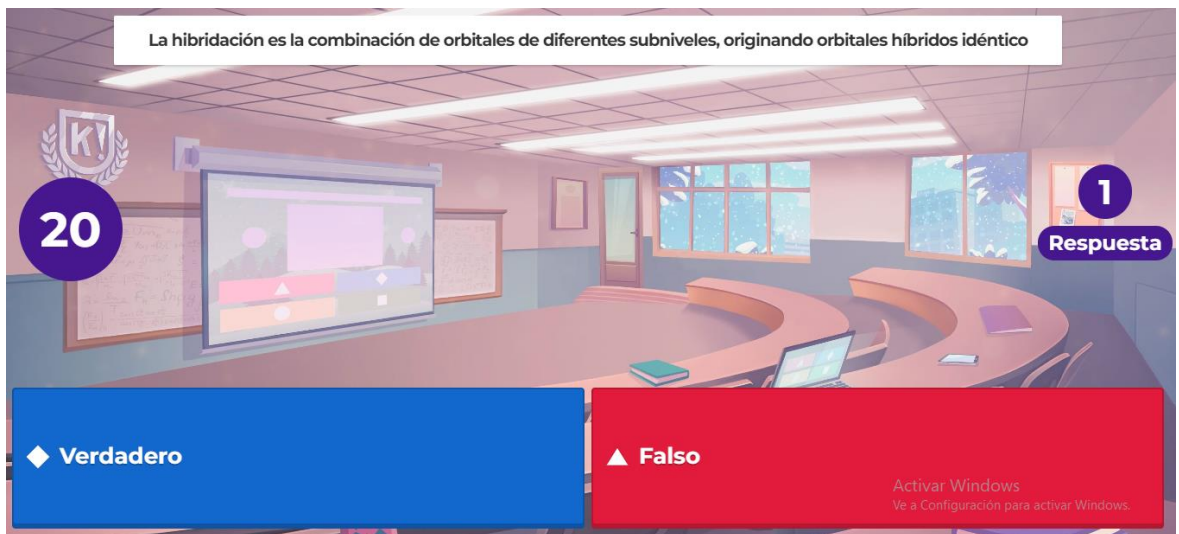 La hibridación es la combinación de orbitales de diferentes subniveles, originando orbitales híbridos idéntico
K!
20
1
Respuesta
Verdadero
Falso
Activar Windows
Ve a Configuración para activar Windows.